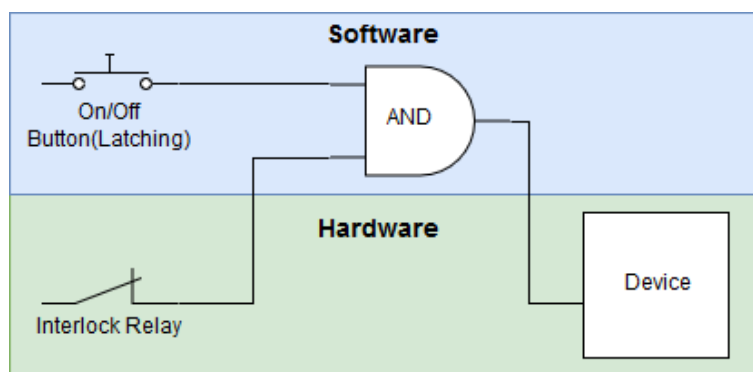 Software
On/Off
Button(Latching)
AND
Hardware
Interlock Relay
Device